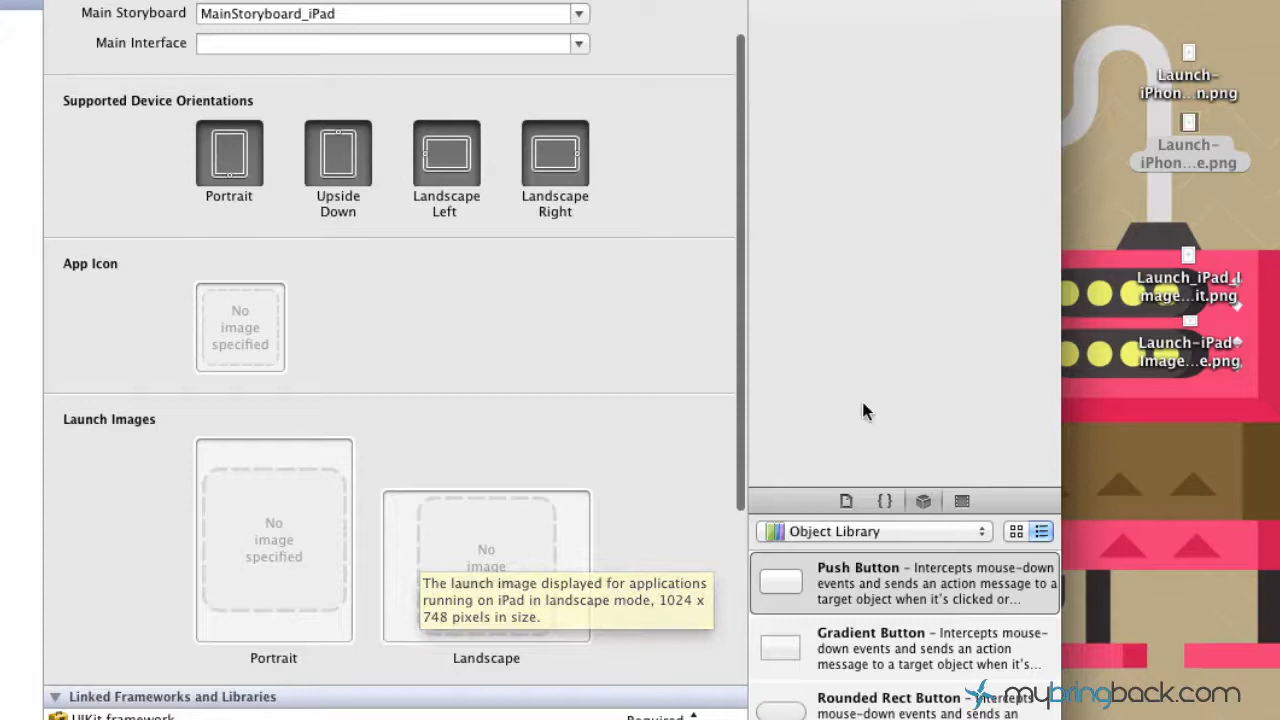 Main Storyboard MainStoryboard_iPad
Main Interface
Supported Device Orientations
Portrait
Upside
Down
Landscape
Left
Landscape
Right
App Icon
No
image
specified
Launch Images
No
image
specified
No
image
The launch image displayed for applications
running on iPad in landscape mode, 1024 x
748 pixels in size.
Portrait
Landscape
Linked Frameworks and Libraries
UIKit framework
Required
{ }
Object Library
Push Button – Intercepts mouse-down
events and sends an action message to a
target object when it's clicked or...
Gradient Button – Intercepts mouse-
down events and sends an action
message to a target object when it's...
Rounded Rect Button – Intercepts
mouse-down events and sends an
Launch-
iPhon...n.png
Launch-
iPhon...e.png
Launch_iPad_I
mage...it.png
Launch-iPad-
Image...e.png
mybringback.com